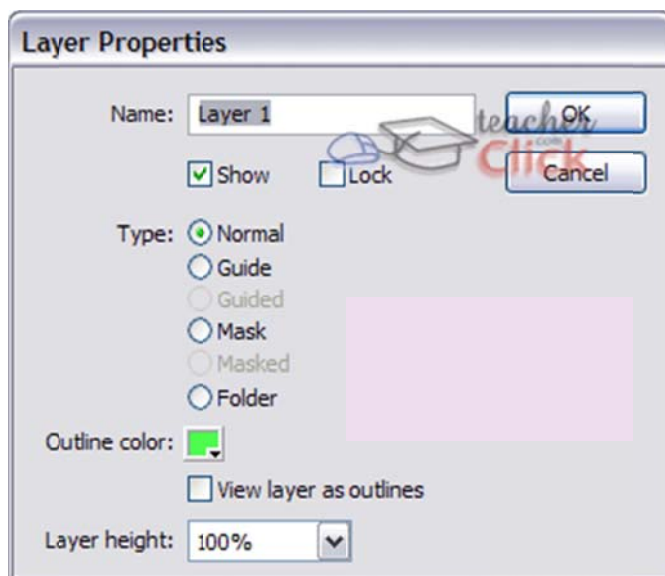 Layer Properties
Name: Layer 1 OK
teacher
.com
Click
Show Lock Cancel
Type: Normal
Guide
Guided
Mask
Masked
Folder
Outline color:
View layer as outlines
Layer height: 100%